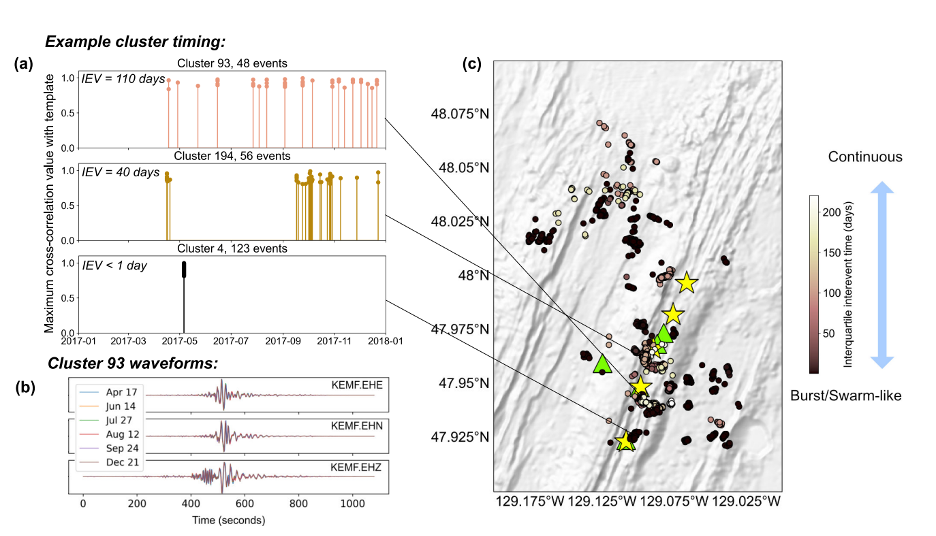 Example cluster timing:
(a)
Cluster 93, 48 events
IEV = 110 days
1.0
0.5
0.0
Cluster 194, 56 events
IEV = 40 days
1.0
0.5
0.0
Cluster 4, 123 events
IEV < 1 day
1.0
0.5
0.0
Maximum cross-correlation value with template
2017-01
2017-03
2017-05
2017-07
2017-09
2017-11
2018-01
Cluster 93 waveforms:
(b)
Apr 17
Jun 14
Jul 27
Aug 12
Sep 24
Dec 21
KEMF.EHE
KEMF.EHN
KEMF.EHZ
0
200
400
600
800
1000
Time (seconds)
(c)
48.075°N
48.05°N
48.025°N
48°N
47.975°N
47.95°N
47.925°N
129.175°W
129.125°W
129.075°W
129.025°W
Continuous
200
150
100
50
Interquartile interevent time (days)
Burst/Swarm-like